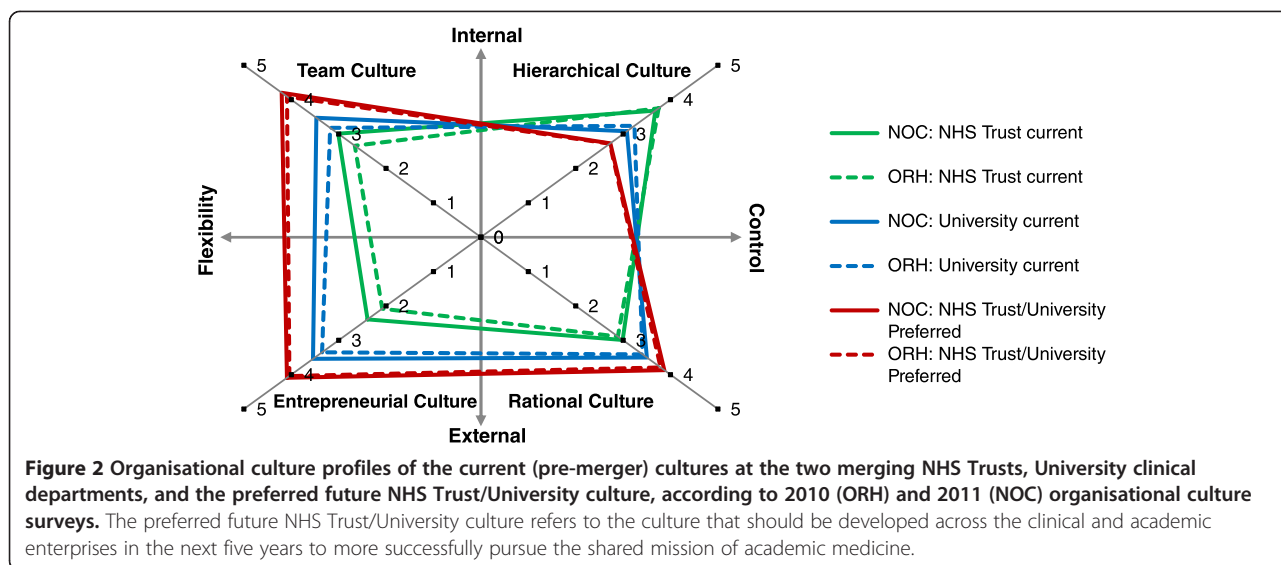 Internal
5 Team Culture Hierarchical Culture 5
4 4
3 3
2 2
1 1
Flexibility 0 Control
1 1
2 2
3 3
4 4
5 Entrepreneurial Culture Rational Culture 5
External
NOC: NHS Trust current
ORH: NHS Trust current
NOC: University current
ORH: University current
NOC: NHS Trust/University
Preferred
ORH: NHS Trust/University
Preferred
Figure 2 Organisational culture profiles of the current (pre-merger) cultures at the two merging NHS Trusts, University clinical
departments, and the preferred future NHS Trust/University culture, according to 2010 (ORH) and 2011 (NOC) organisational culture
surveys. The preferred future NHS Trust/University culture refers to the culture that should be developed across the clinical and academic
enterprises in the next five years to more successfully pursue the shared mission of academic medicine.